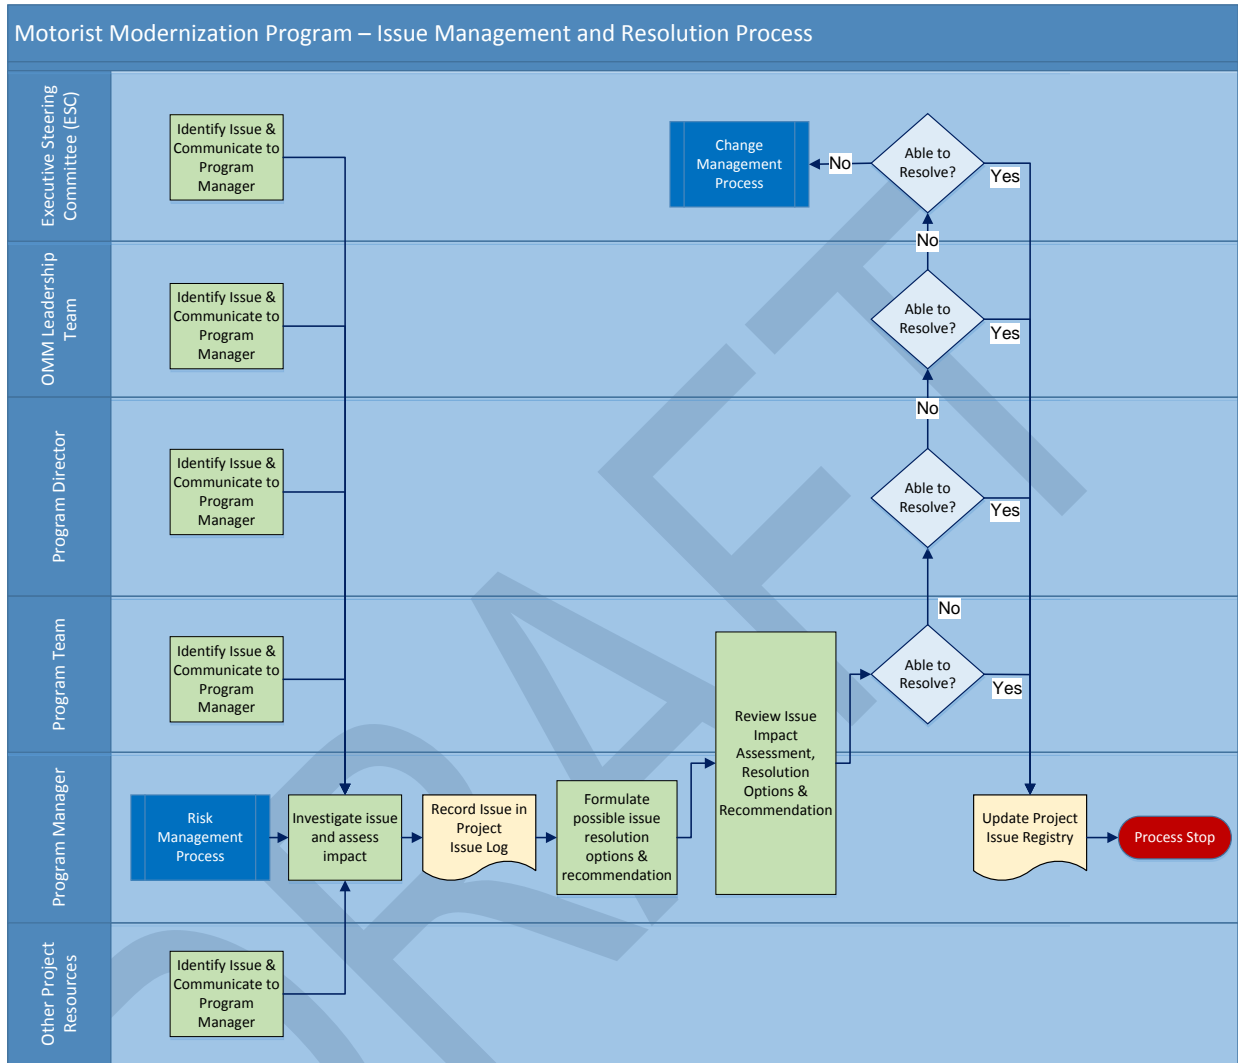 Motorist Modernization Program – Issue Management and Resolution Process
Executive Steering
Committee (ESC)
Identify Issue &
Communicate to
Program
Manager
Change
Management
Process
No
Able to
Resolve?
Yes
No
OMM Leadership
Team
Identify Issue &
Communicate to
Program
Manager
Able to
Resolve?
Yes
No
Program Director
Identify Issue &
Communicate to
Program
Manager
Able to
Resolve?
Yes
No
Program Team
Identify Issue &
Communicate to
Program
Manager
Able to
Resolve?
Yes
Review Issue
Impact
Assessment,
Resolution
Options &
Recommendation
Program Manager
Risk
Management
Process
Investigate issue
and assess
impact
Record Issue in
Project
Issue Log
Formulate
possible issue
resolution
options &
recommendation
Update Project
Issue Registry
Process Stop
Other Project
Resources
Identify Issue &
Communicate to
Program
Manager
DRAFT